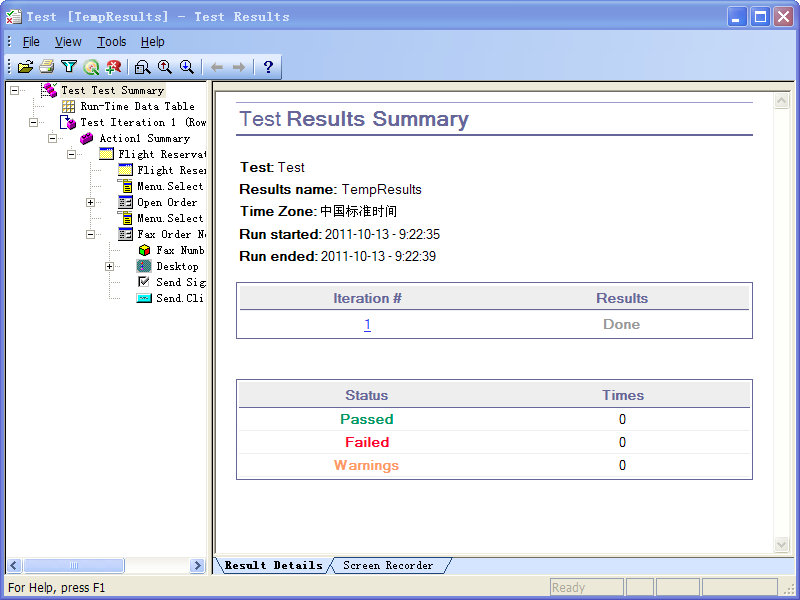 Test [TempResults] - Test Results
File View Tools Help
Test Test Summary
Run-Time Data Table
Test Iteration 1 (Row
Action1 Summary
Flight Reservat
Flight Reser
Menu.Select
Open Order
Menu.Select
Fax Order N
Fax Numb
Desktop
Send Sig
Send.Cli
Test Results Summary
Test: Test
Results name: TempResults
Time Zone: 中国标准时间
Run started: 2011-10-13 - 9:22:35
Run ended: 2011-10-13 - 9:22:39
Iteration # Results
1 Done
Status Times
Passed 0
Failed 0
Warnings 0
Result Details Screen Recorder
For Help, press F1 Ready